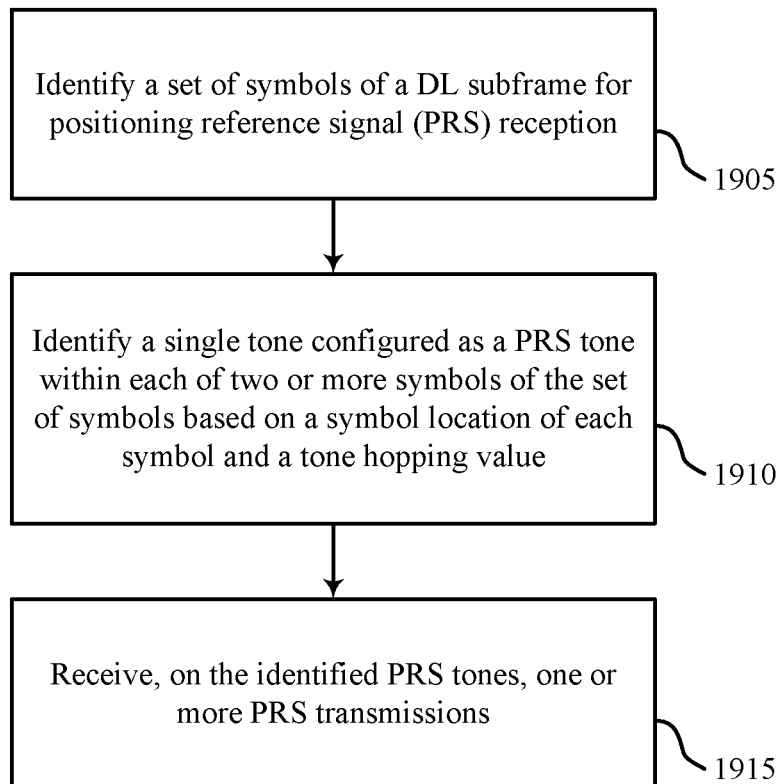 Identify a set of symbols of a DL subframe for
positioning reference signal (PRS) reception
1905
Identify a single tone configured as a PRS tone
within each of two or more symbols of the set
of symbols based on a symbol location of each
symbol and a tone hopping value
1910
Receive, on the identified PRS tones, one or
more PRS transmissions
1915